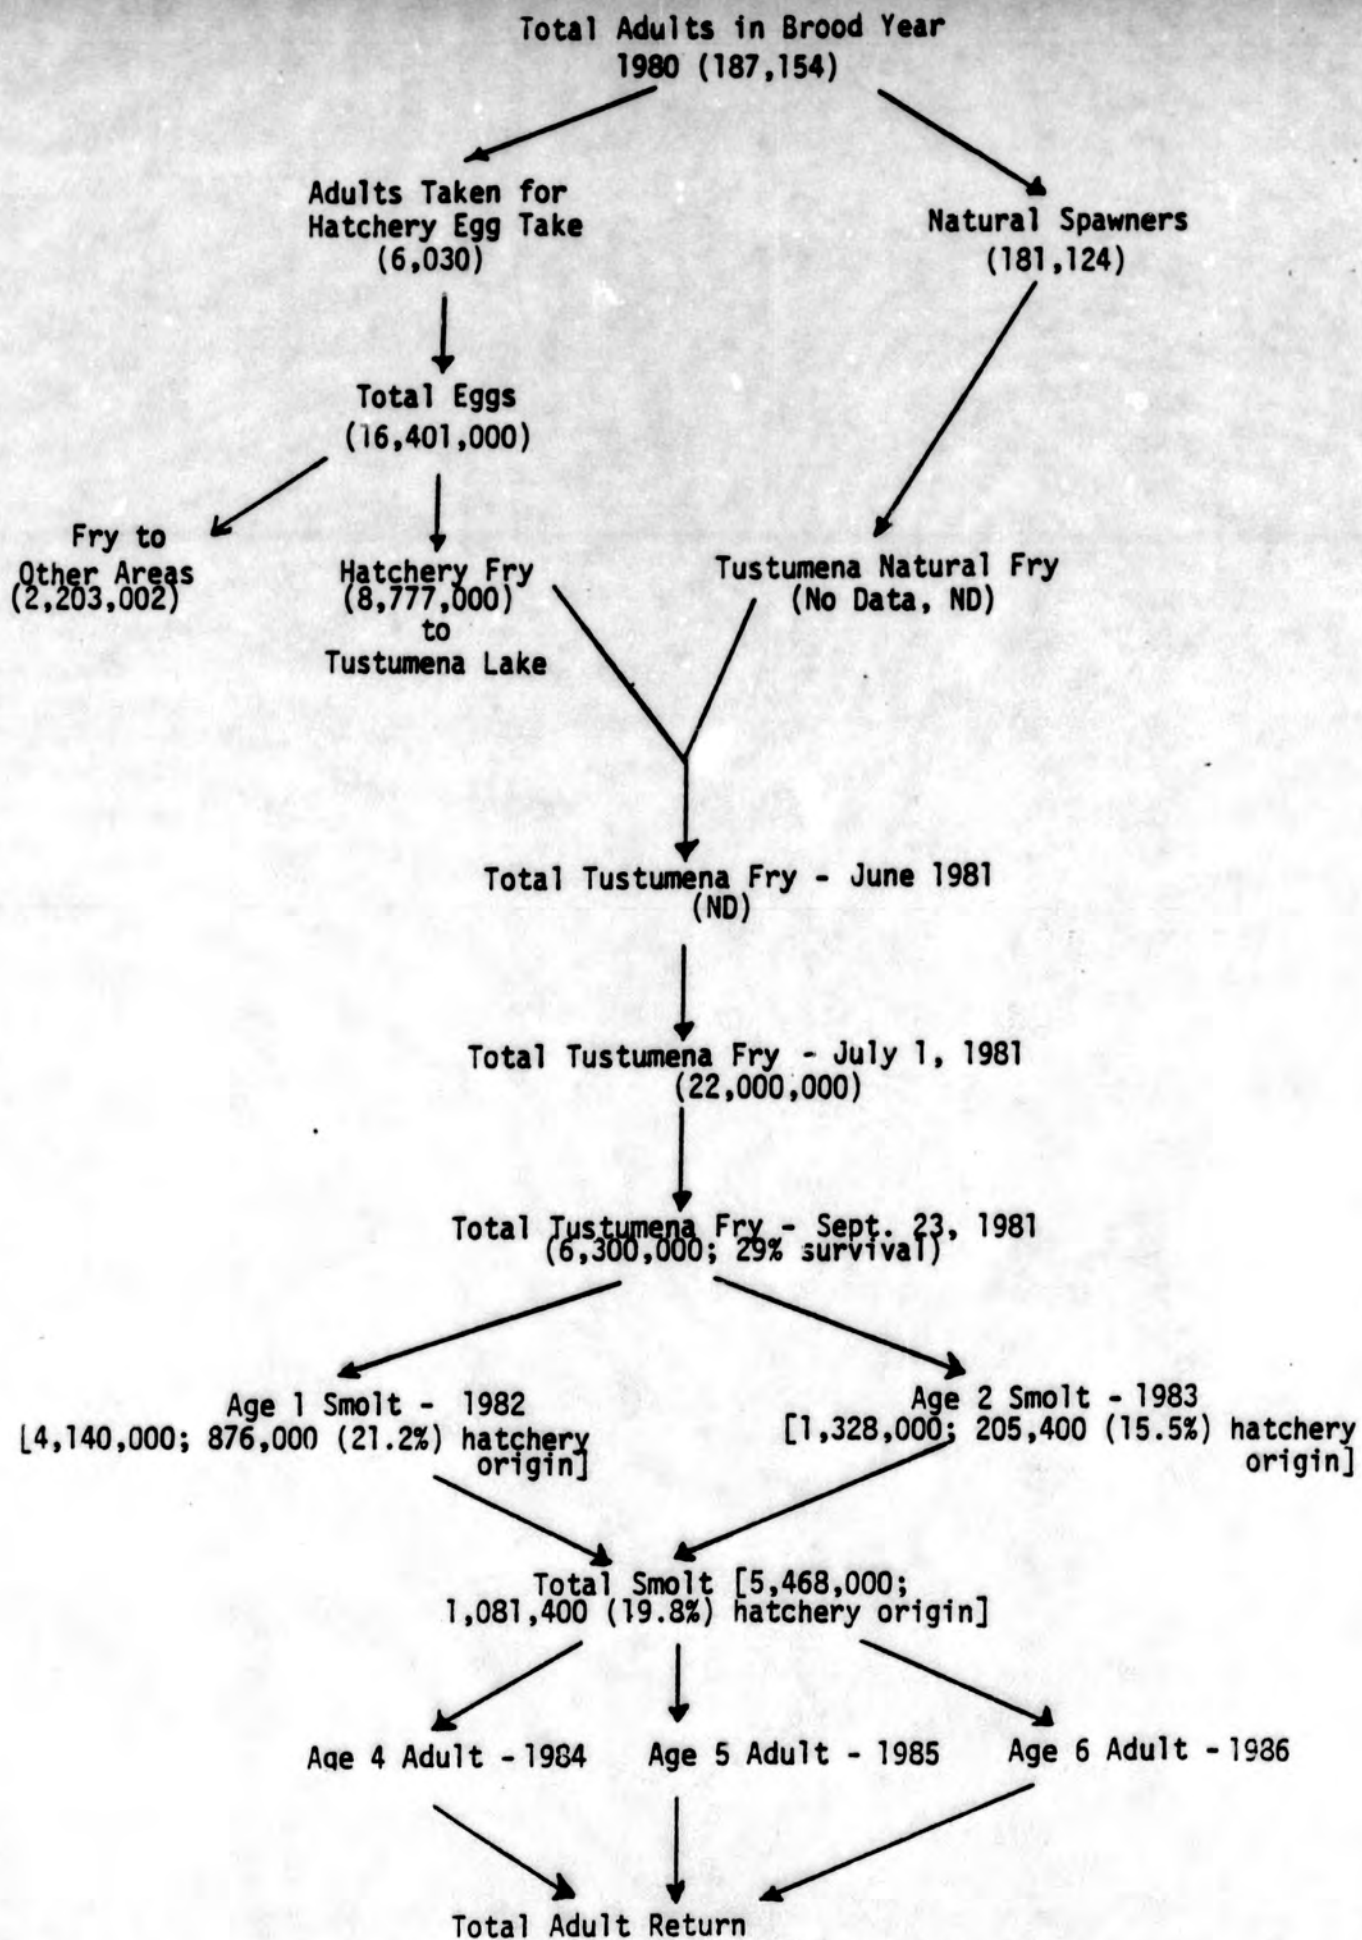 Total Adults in Brood Year
1980 (187,154)
Adults Taken for
Hatchery Egg Take
(6,030)
Natural Spawners
(181,124)
Total Eggs
(16,401,000)
Fry to
Other Areas
(2,203,002)
Hatchery Fry
(8,777,000)
to
Tustumena Lake
Tustumena Natural Fry
(No Data, ND)
Total Tustumena Fry - June 1981
(ND)
Total Tustumena Fry - July 1, 1981
(22,000,000)
Total Tustumena Fry - Sept. 23, 1981
(6,300,000; 29% survival)
Age 1 Smolt - 1982
[4,140,000; 876,000 (21.2%) hatchery
origin]
Age 2 Smolt - 1983
[1,328,000; 205,400 (15.5%) hatchery
origin]
Total Smolt [5,468,000;
1,081,400 (19.8%) hatchery origin]
Age 4 Adult - 1984
Age 5 Adult - 1985
Age 6 Adult - 1986
Total Adult Return